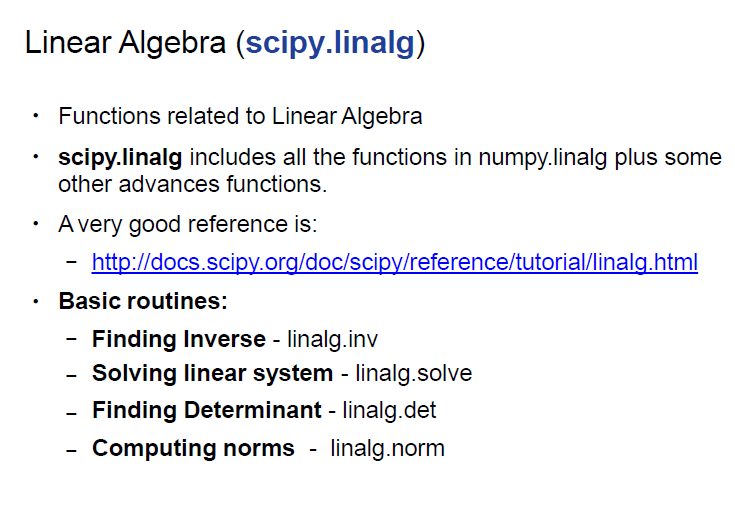 Linear Algebra (scipy.linalg)
• Functions related to Linear Algebra
• scipy.linalg includes all the functions in numpy.linalg plus some
other advances functions.
• A very good reference is:
– http://docs.scipy.org/doc/scipy/reference/tutorial/linalg.html
• Basic routines:
– Finding Inverse - linalg.inv
– Solving linear system - linalg.solve
– Finding Determinant - linalg.det
– Computing norms - linalg.norm